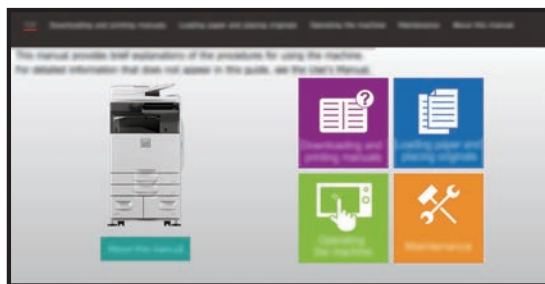 Downloading and printing manuals Loading paper and placing originals Operating the machine Maintenance About this manual
This manual provides brief explanations of the procedures for using the machine.
For detailed information that does not appear in this guide, see the User's Manual.
?
Downloading and
printing manuals
Loading paper and
placing originals
Operating
the machine
Maintenance
About this manual